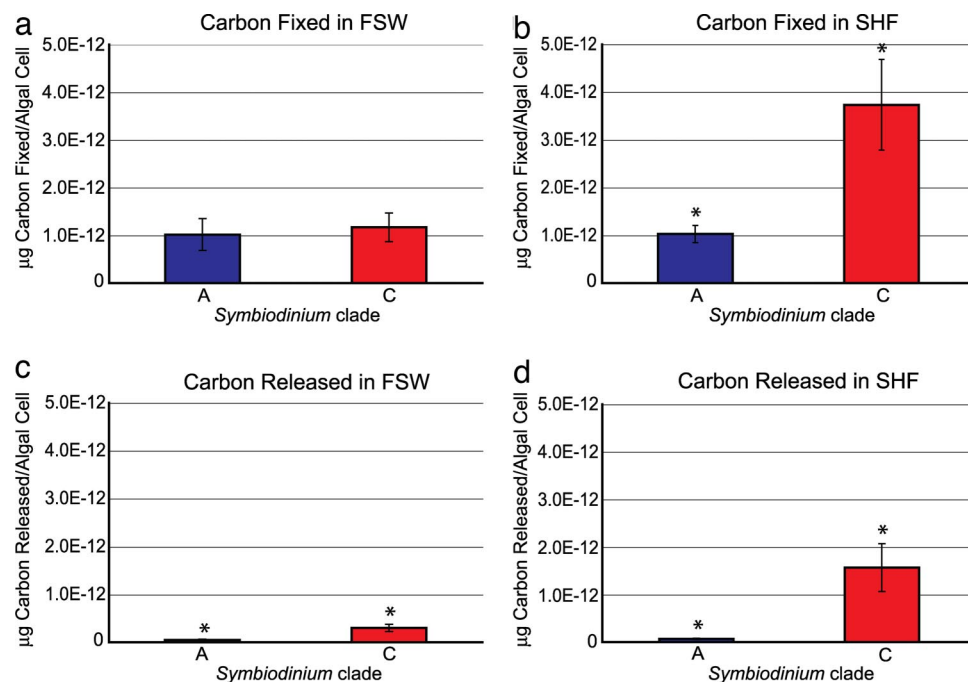 a
Carbon Fixed in FSW
µg Carbon Fixed/Algal Cell
5.0E-12
4.0E-12
3.0E-12
2.0E-12
1.0E-12
0
A
C
Symbiodinium clade
b
Carbon Fixed in SHF
µg Carbon Fixed/Algal Cell
5.0E-12
4.0E-12
3.0E-12
2.0E-12
1.0E-12
0
*
*
A
C
Symbiodinium clade
c
Carbon Released in FSW
µg Carbon Released/Algal Cell
5.0E-12
4.0E-12
3.0E-12
2.0E-12
1.0E-12
0
*
*
A
C
Symbiodinium clade
d
Carbon Released in SHF
µg Carbon Released/Algal Cell
5.0E-12
4.0E-12
3.0E-12
2.0E-12
1.0E-12
0
*
*
A
C
Symbiodinium clade